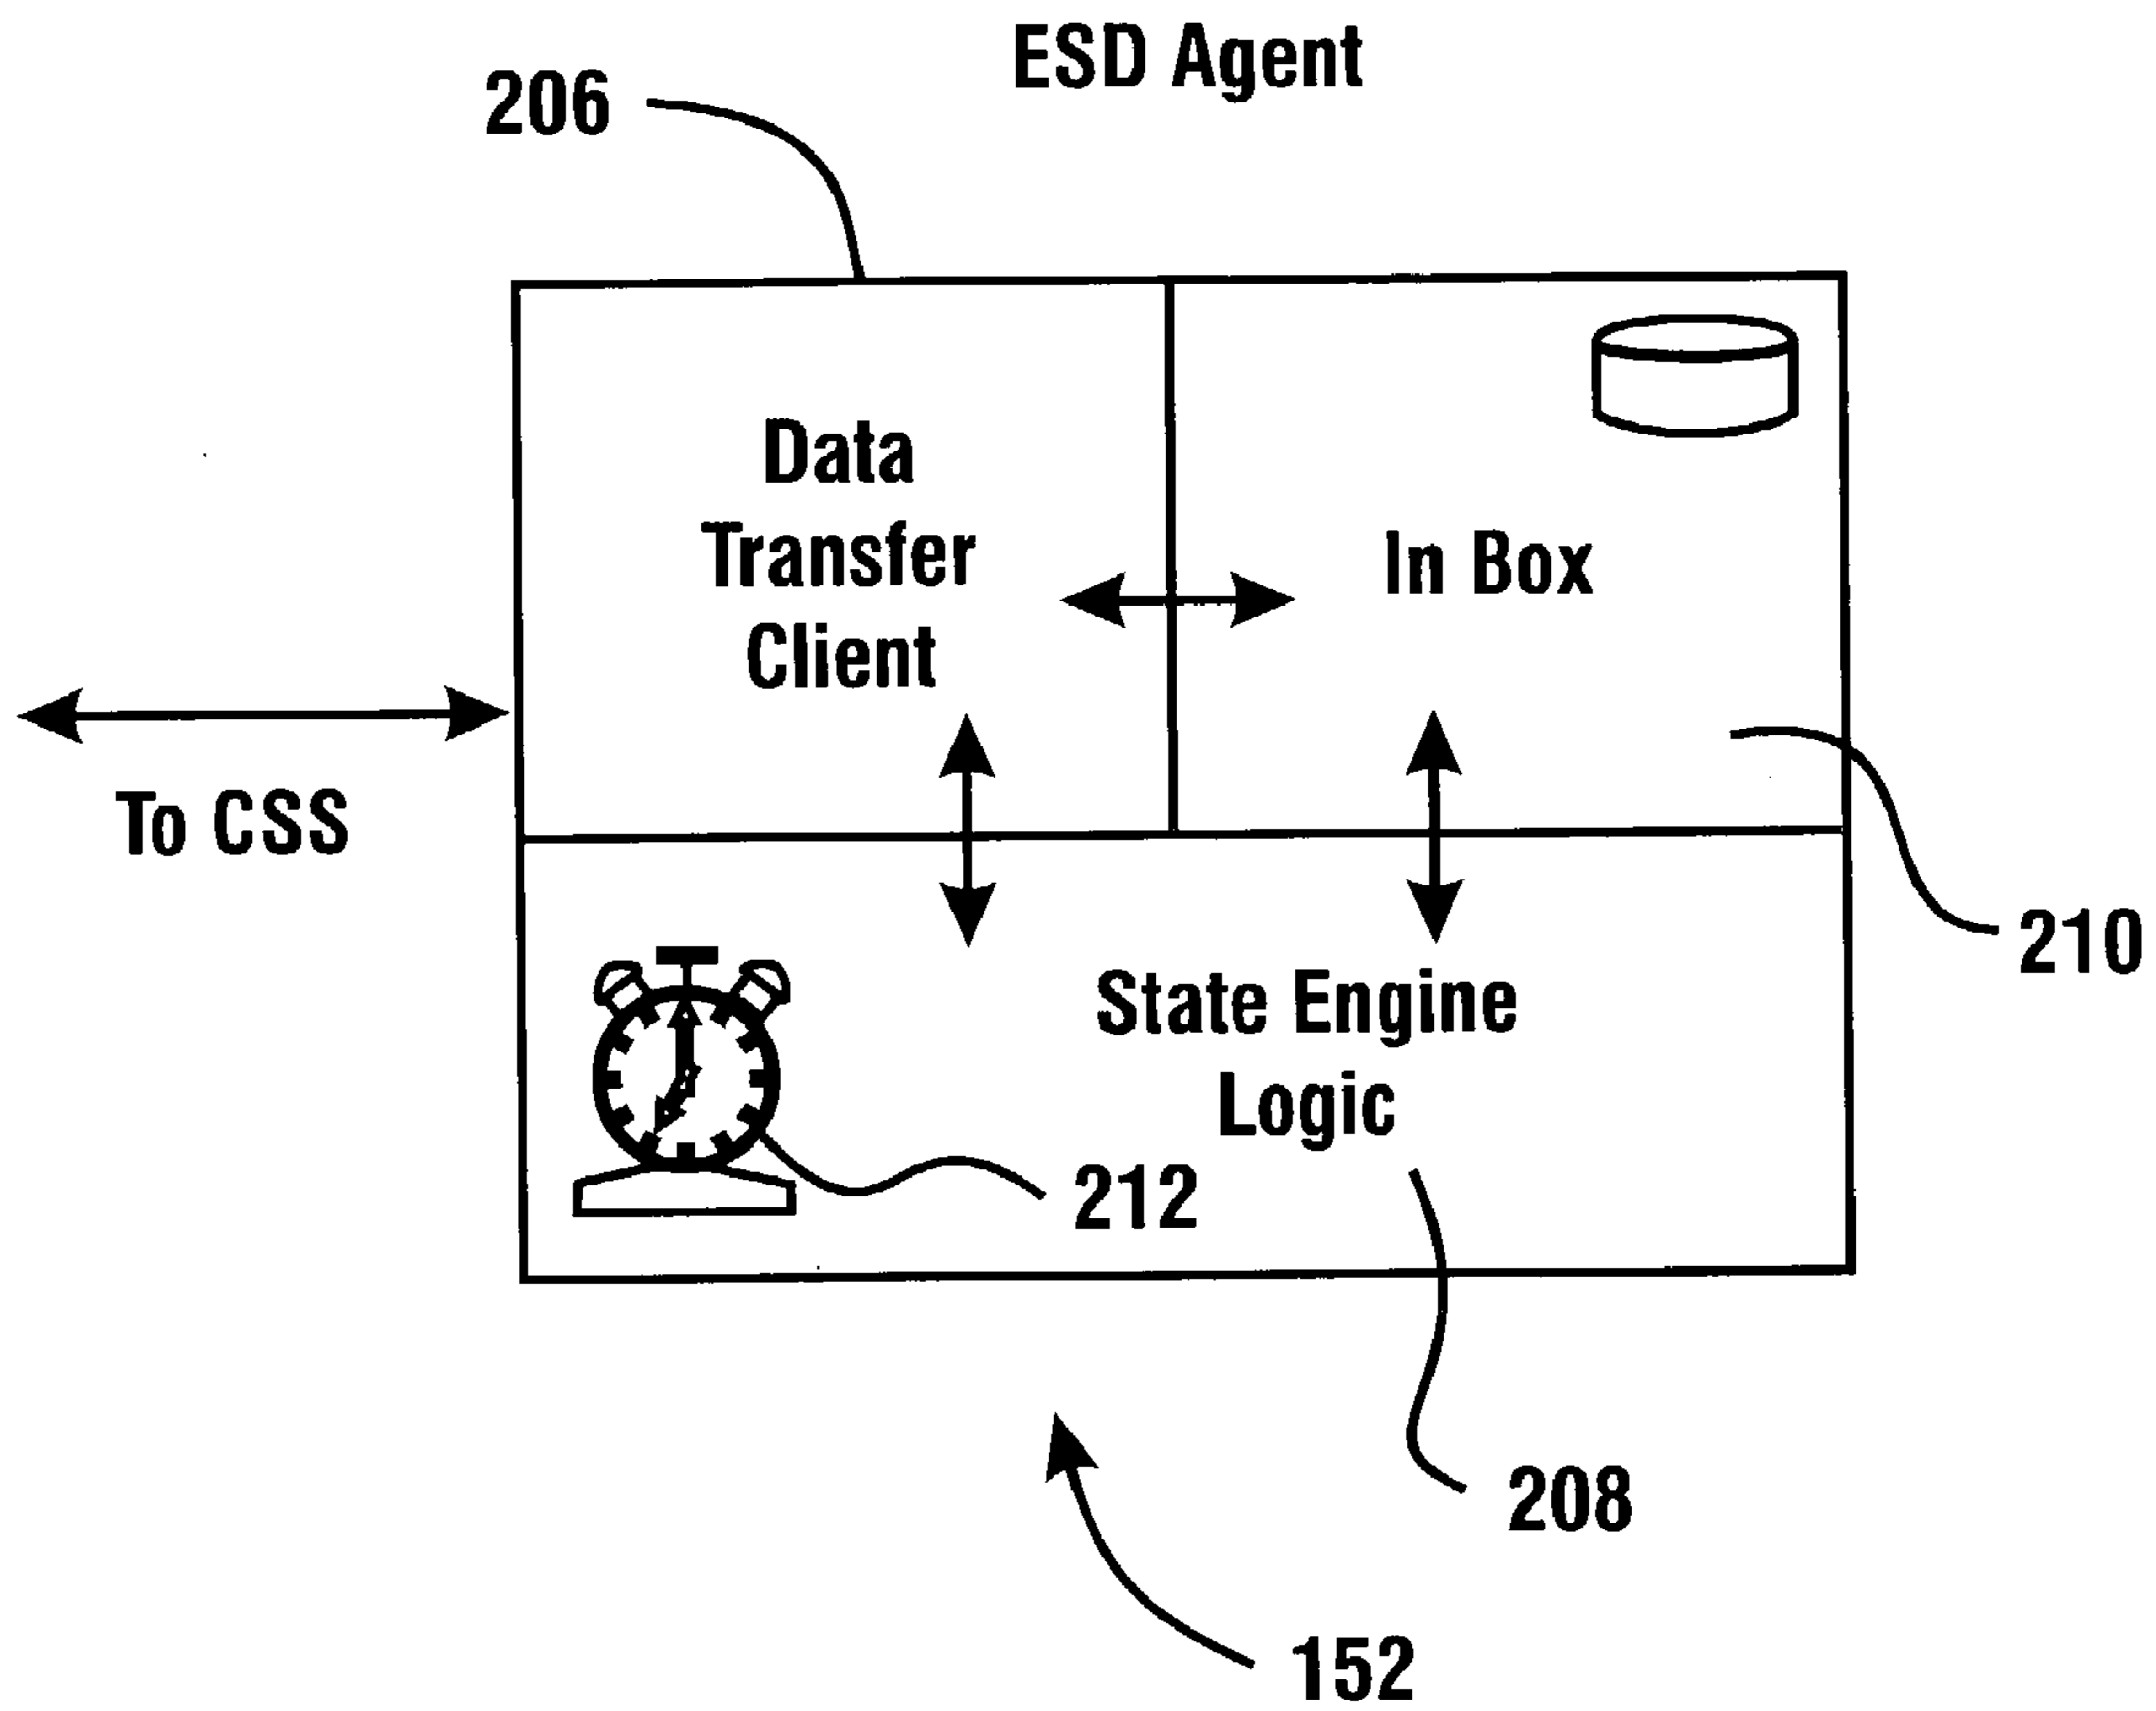 ESD Agent
206
Data
Transfer
Client
In Box
To CSS
210
State Engine
Logic
212
208
152